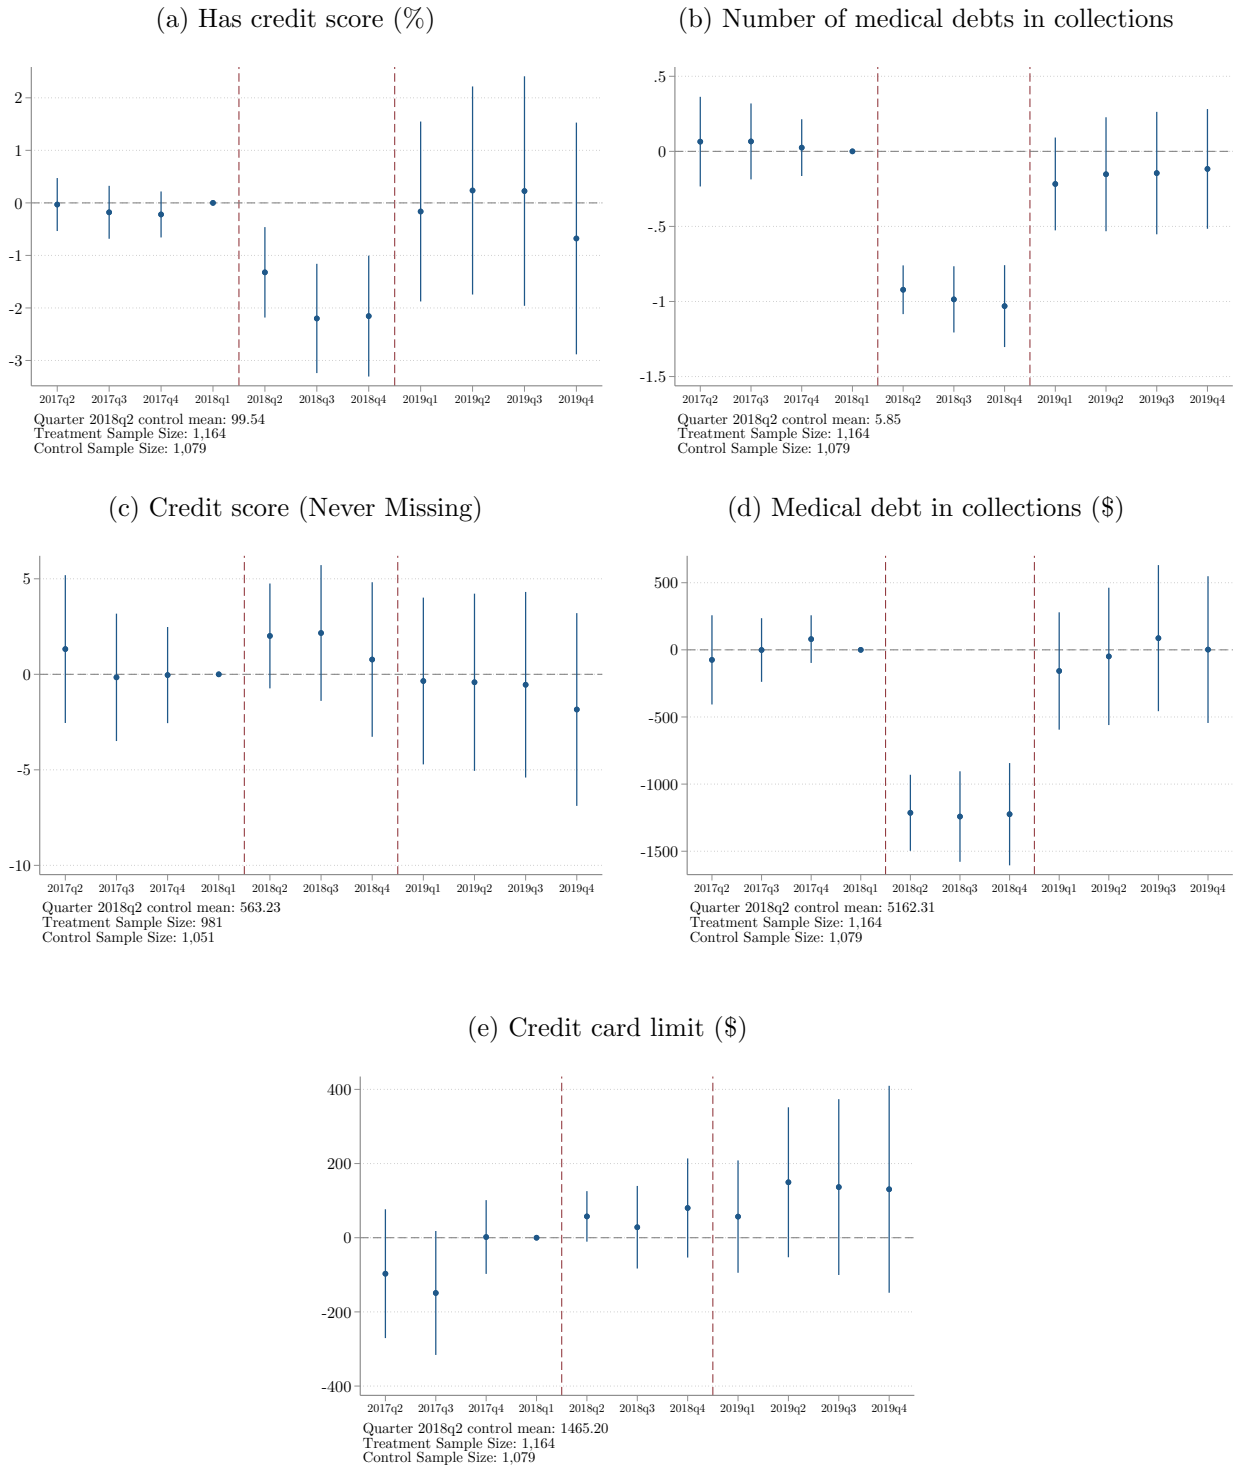 (a) Has credit score (%)
2
1
0
-1
-2
-3
2017q2 2017q3 2017q4 2018q1 2018q2 2018q3 2018q4 2019q1 2019q2 2019q3 2019q4
Quarter 2018q2 control mean: 99.54
Treatment Sample Size: 1,164
Control Sample Size: 1,079
(b) Number of medical debts in collections
.5
0
-.5
-1
-1.5
2017q2 2017q3 2017q4 2018q1 2018q2 2018q3 2018q4 2019q1 2019q2 2019q3 2019q4
Quarter 2018q2 control mean: 5.85
Treatment Sample Size: 1,164
Control Sample Size: 1,079
(c) Credit score (Never Missing)
5
0
-5
-10
2017q2 2017q3 2017q4 2018q1 2018q2 2018q3 2018q4 2019q1 2019q2 2019q3 2019q4
Quarter 2018q2 control mean: 563.23
Treatment Sample Size: 981
Control Sample Size: 1,051
(d) Medical debt in collections ($)
500
0
-500
-1000
-1500
2017q2 2017q3 2017q4 2018q1 2018q2 2018q3 2018q4 2019q1 2019q2 2019q3 2019q4
Quarter 2018q2 control mean: 5162.31
Treatment Sample Size: 1,164
Control Sample Size: 1,079
(e) Credit card limit ($)
400
200
0
-200
-400
2017q2 2017q3 2017q4 2018q1 2018q2 2018q3 2018q4 2019q1 2019q2 2019q3 2019q4
Quarter 2018q2 control mean: 1465.20
Treatment Sample Size: 1,164
Control Sample Size: 1,079